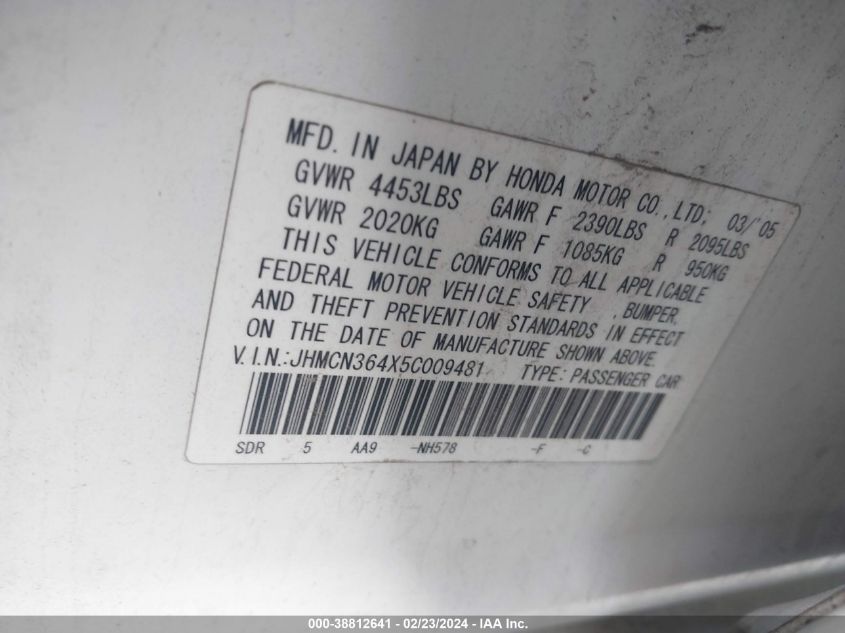 MFD. IN JAPAN BY HONDA MOTOR CO.,LTD; 03/'05
GVWR 4453LBS GAWR F 2390LBS R 2095LBS
GVWR 2020KG GAWR F 1085KG R 950KG
THIS VEHICLE CONFORMS TO ALL APPLICABLE
FEDERAL MOTOR VEHICLE SAFETY , BUMPER,
AND THEFT PREVENTION STANDARDS IN EFFECT
ON THE DATE OF MANUFACTURE SHOWN ABOVE.
V.I.N.:JHMCN364X5C009481 TYPE: PASSENGER CAR
SDR 5 AA9 -NH578 -F -C
000-38812641 - 02/23/2024 - IAA Inc.